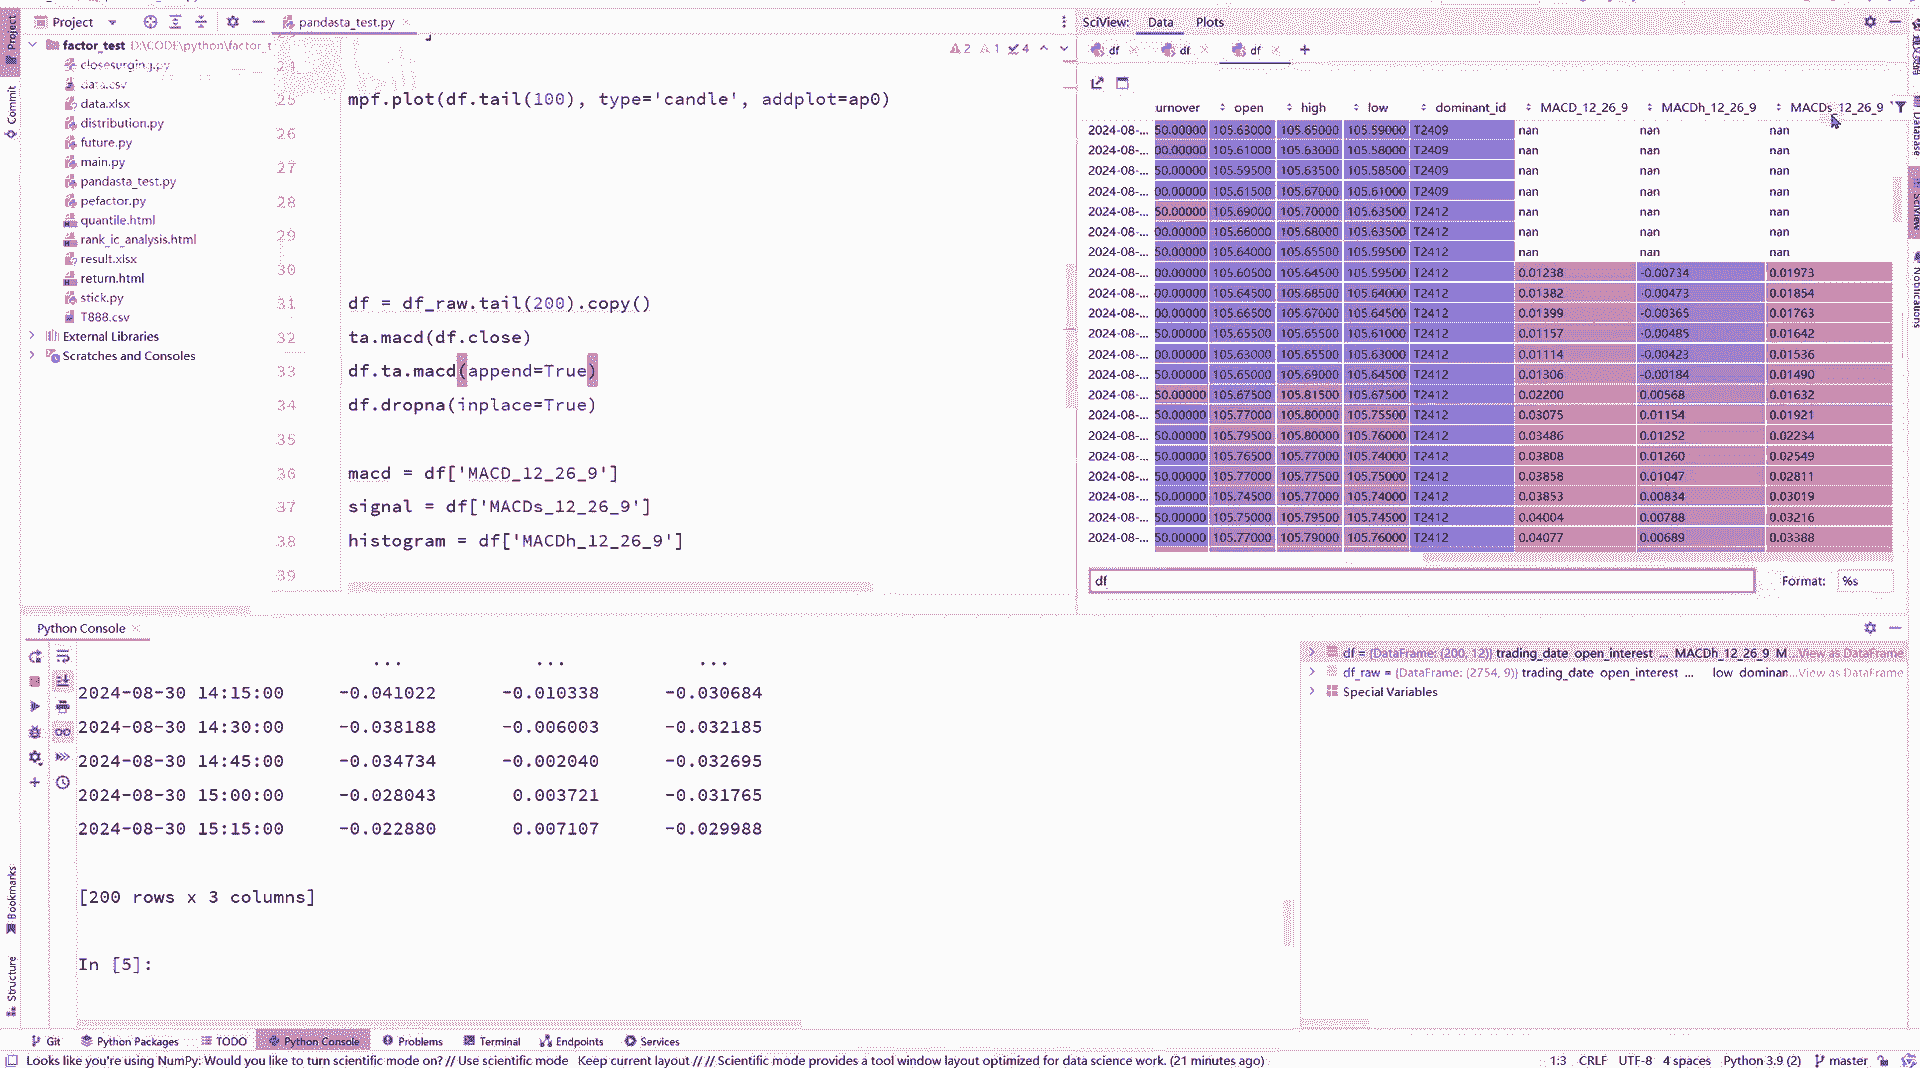 Project
pandasta_test.py
SciView:
Data
Plots
Project
factor_test D:\CODE\python\factor_t
closesurging.py
data.csv
data.xlsx
distribution.py
future.py
main.py
pandasta_test.py
pefactor.py
quantile.html
rank_ic_analysis.html
result.xlsx
return.html
stick.py
T888.csv
External Libraries
Scratches and Consoles
Commit
2 1 4
24
25 mpf.plot(df.tail(100), type='candle', addplot=ap0)
26
27
28
29
30
31 df = df_raw.tail(200).copy()
32 ta.macd(df.close)
33 df.ta.macd(append=True)
34 df.dropna(inplace=True)
35
36 macd = df['MACD_12_26_9']
37 signal = df['MACDs_12_26_9']
38 histogram = df['MACDh_12_26_9']
39
df df df
urnover open high low dominant_id MACD_12_26_9 MACDh_12_26_9 MACDs_12_26_9
2024-08-... 50.00000 105.63000 105.65000 105.59000 T2409 nan nan nan
2024-08-... 00.00000 105.61000 105.63000 105.58000 T2409 nan nan nan
2024-08-... 50.00000 105.59500 105.63500 105.58500 T2409 nan nan nan
2024-08-... 00.00000 105.61500 105.67000 105.61000 T2409 nan nan nan
2024-08-... 50.00000 105.69000 105.70000 105.63500 T2412 nan nan nan
2024-08-... 00.00000 105.66000 105.68000 105.63500 T2412 nan nan nan
2024-08-... 00.00000 105.64000 105.65500 105.59500 T2412 nan nan nan
2024-08-... 00.00000 105.60500 105.64500 105.59500 T2412 0.01238 -0.00734 0.01973
2024-08-... 00.00000 105.64500 105.68500 105.64000 T2412 0.01382 -0.00473 0.01854
2024-08-... 00.00000 105.66500 105.67000 105.64500 T2412 0.01399 -0.00365 0.01763
2024-08-... 00.00000 105.65500 105.65500 105.61000 T2412 0.01157 -0.00485 0.01642
2024-08-... 00.00000 105.63000 105.65500 105.63000 T2412 0.01114 -0.00423 0.01536
2024-08-... 00.00000 105.65000 105.69000 105.64500 T2412 0.01306 -0.00184 0.01490
2024-08-... 50.00000 105.67500 105.81500 105.67500 T2412 0.02200 0.00568 0.01632
2024-08-... 00.00000 105.77000 105.80000 105.75500 T2412 0.03075 0.01154 0.01921
2024-08-... 00.00000 105.79500 105.80000 105.76000 T2412 0.03486 0.01252 0.02234
2024-08-... 00.00000 105.76500 105.77000 105.74000 T2412 0.03808 0.01260 0.02549
2024-08-... 00.00000 105.77000 105.77500 105.75000 T2412 0.03858 0.01047 0.02811
2024-08-... 00.00000 105.74500 105.77000 105.74000 T2412 0.03853 0.00834 0.03019
2024-08-... 00.00000 105.75000 105.79500 105.74500 T2412 0.04004 0.00788 0.03216
2024-08-... 00.00000 105.77000 105.79000 105.76000 T2412 0.04077 0.00689 0.03388
df
Format: %s
Database
SciView
Notifications
Python Console
... ... ...
2024-08-30 14:15:00 -0.041022 -0.010338 -0.030684
2024-08-30 14:30:00 -0.038188 -0.006003 -0.032185
2024-08-30 14:45:00 -0.034734 -0.002040 -0.032695
2024-08-30 15:00:00 -0.028043 0.003721 -0.031765
2024-08-30 15:15:00 -0.022880 0.007107 -0.029988
[200 rows x 3 columns]
In [5]:
df = {DataFrame: (200, 12)} trading_date open_interest ... MACDh_12_26_9 M...View as DataFrame
df_raw = {DataFrame: (2754, 9)} trading_date open_interest ... low dominan...View as DataFrame
Special Variables
Bookmarks
Structure
Git
Python Packages
TODO
Python Console
Problems
Terminal
Endpoints
Services
Looks like you're using NumPy: Would you like to turn scientific mode on? // Use scientific mode Keep current layout // // Scientific mode provides a tool window layout optimized for data science work. (21 minutes ago)
1:3 CRLF UTF-8 4 spaces Python 3.9 (2) master